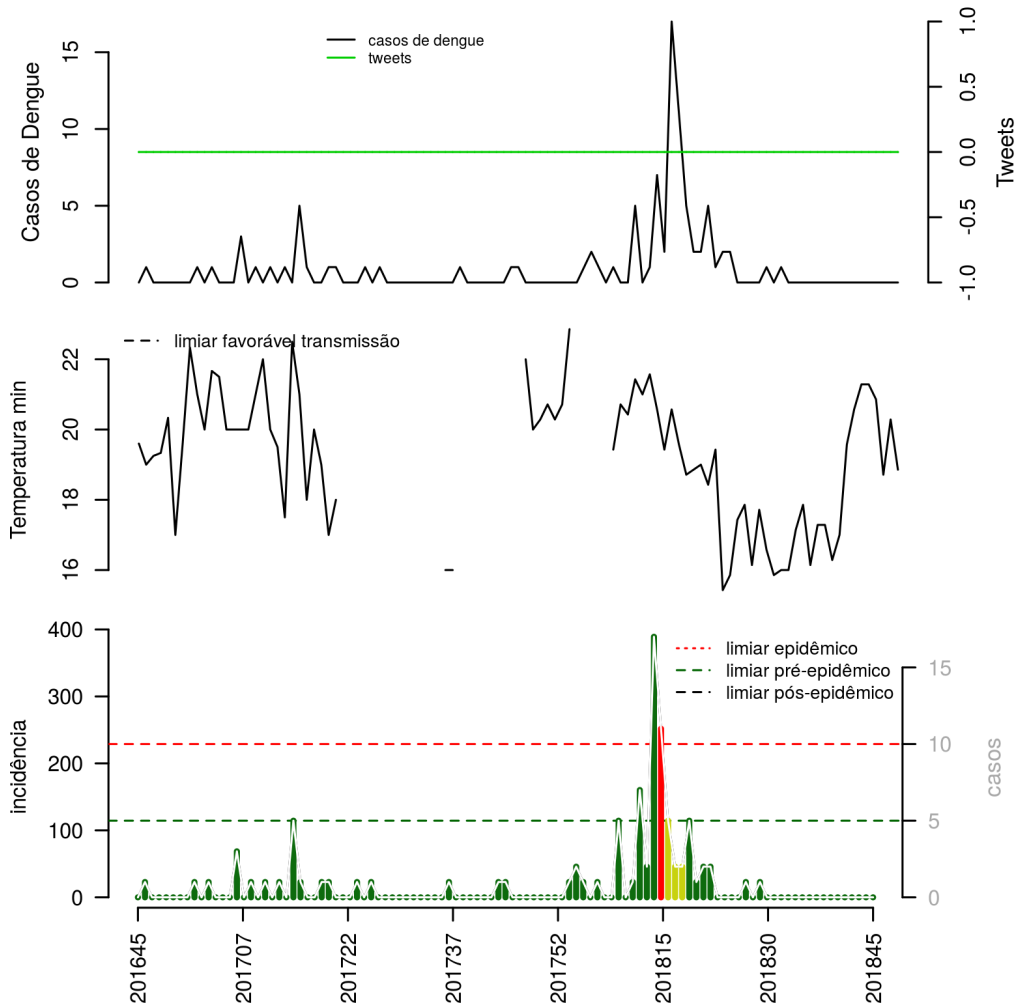 casos de dengue
tweets
Casos de Dengue
0
5
10
15
Tweets
-1.0
-0.5
0.0
0.5
1.0
limiar favorável transmissão
Temperatura min
16
18
20
22
limiar epidêmico
limiar pré-epidêmico
limiar pós-epidêmico
incidência
0
100
200
300
400
casos
0
5
10
15
201645
201707
201722
201737
201752
201815
201830
201845